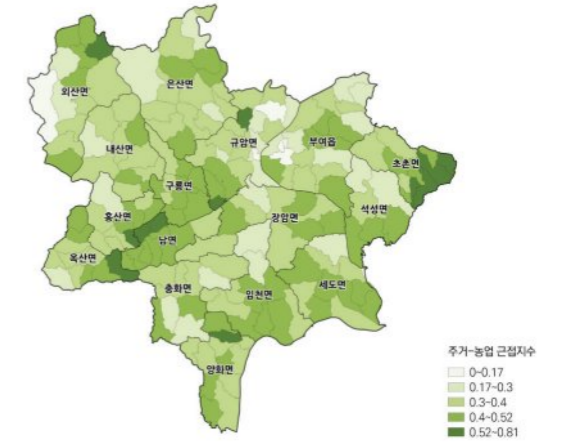 외산면
은산면
내산면
규암면
부여읍
초촌면
구룡면
홍산면
석성면
장암면
남면
옥산면
충화면
임천면
세도면
양화면
주거-농업 근접지수
0~0.17
0.17~0.3
0.3~0.4
0.4~0.52
0.52~0.81